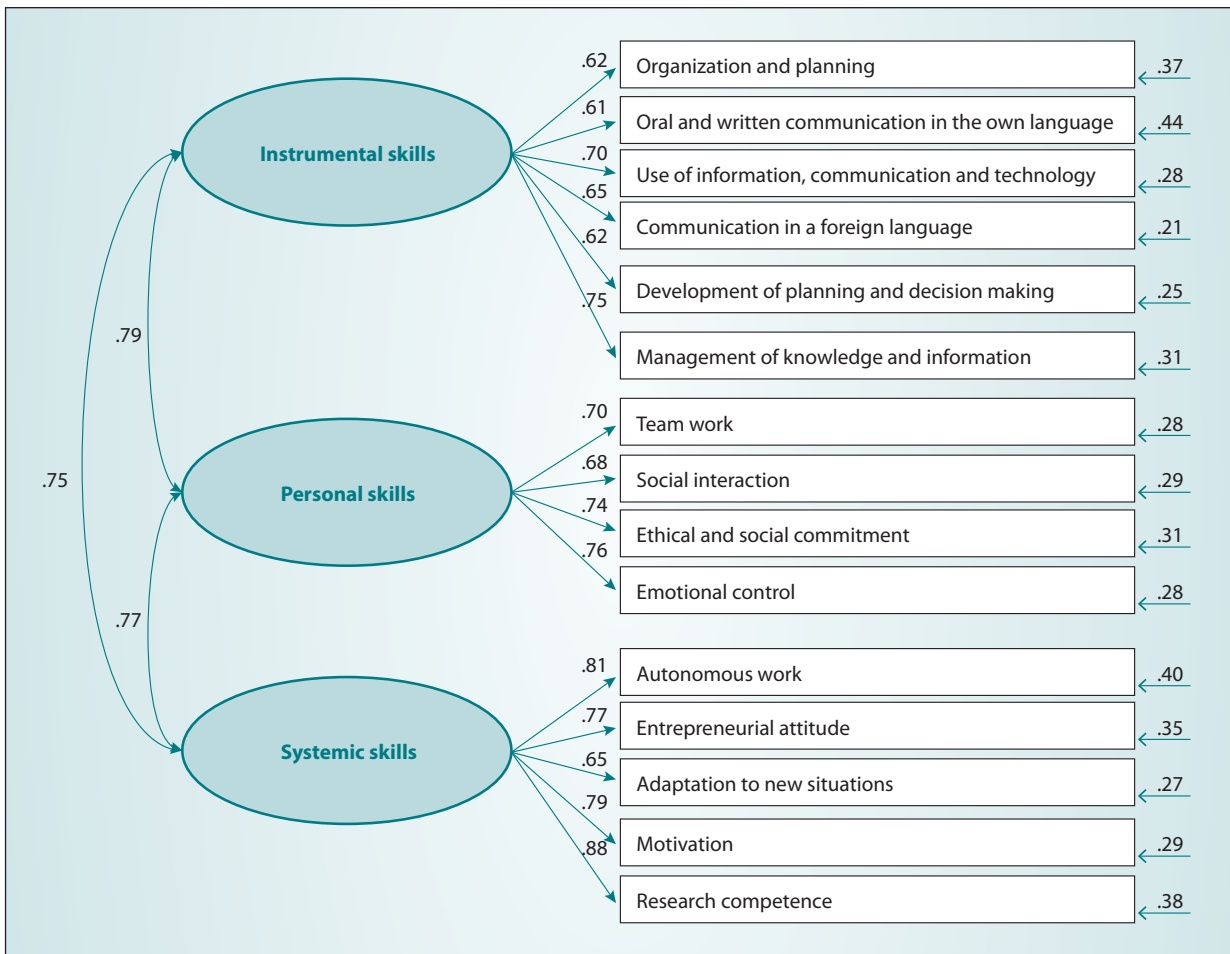 .62
Organization and planning
.37
.61
Oral and written communication in the own language
.44
Instrumental skills
.70
Use of information, communication and technology
.28
.65
Communication in a foreign language
.21
.62
Development of planning and decision making
.25
.75
Management of knowledge and information
.31
.79
.70
Team work
.28
.68
Social interaction
.29
.75
Personal skills
.74
Ethical and social commitment
.31
.76
Emotional control
.28
.77
.81
Autonomous work
.40
.77
Entrepreneurial attitude
.35
Systemic skills
.65
Adaptation to new situations
.27
.79
Motivation
.29
.88
Research competence
.38